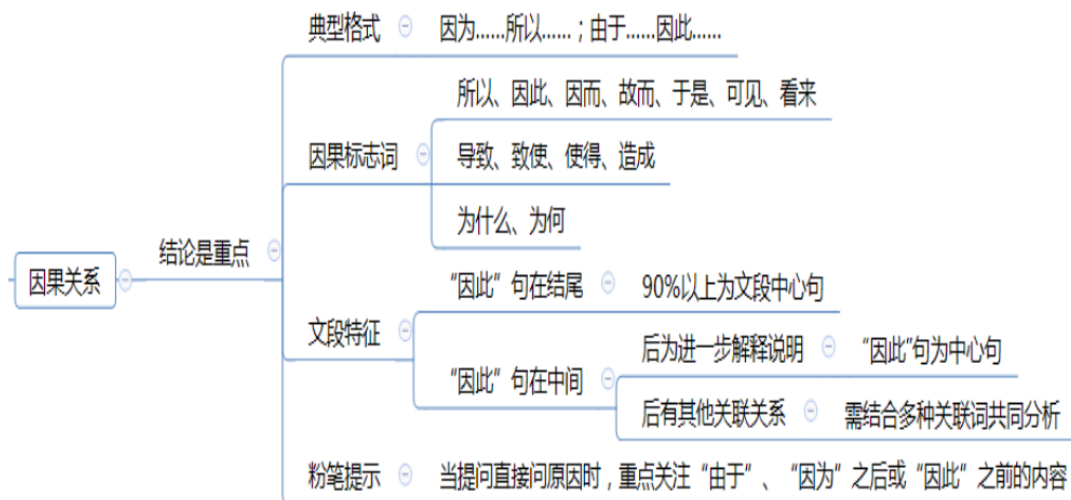 典型格式
因为……所以……；由于……因此……
所以、因此、因而、故而、于是、可见、看来
因果标志词
导致、致使、使得、造成
为什么、为何
因果关系
结论是重点
“因此”句在结尾
90%以上为文段中心句
文段特征
后为进一步解释说明
“因此”句为中心句
“因此”句在中间
后有其他关联关系
需结合多种关联词共同分析
粉笔提示
当提问直接问原因时，重点关注“由于”、“因为”之后或“因此”之前的内容